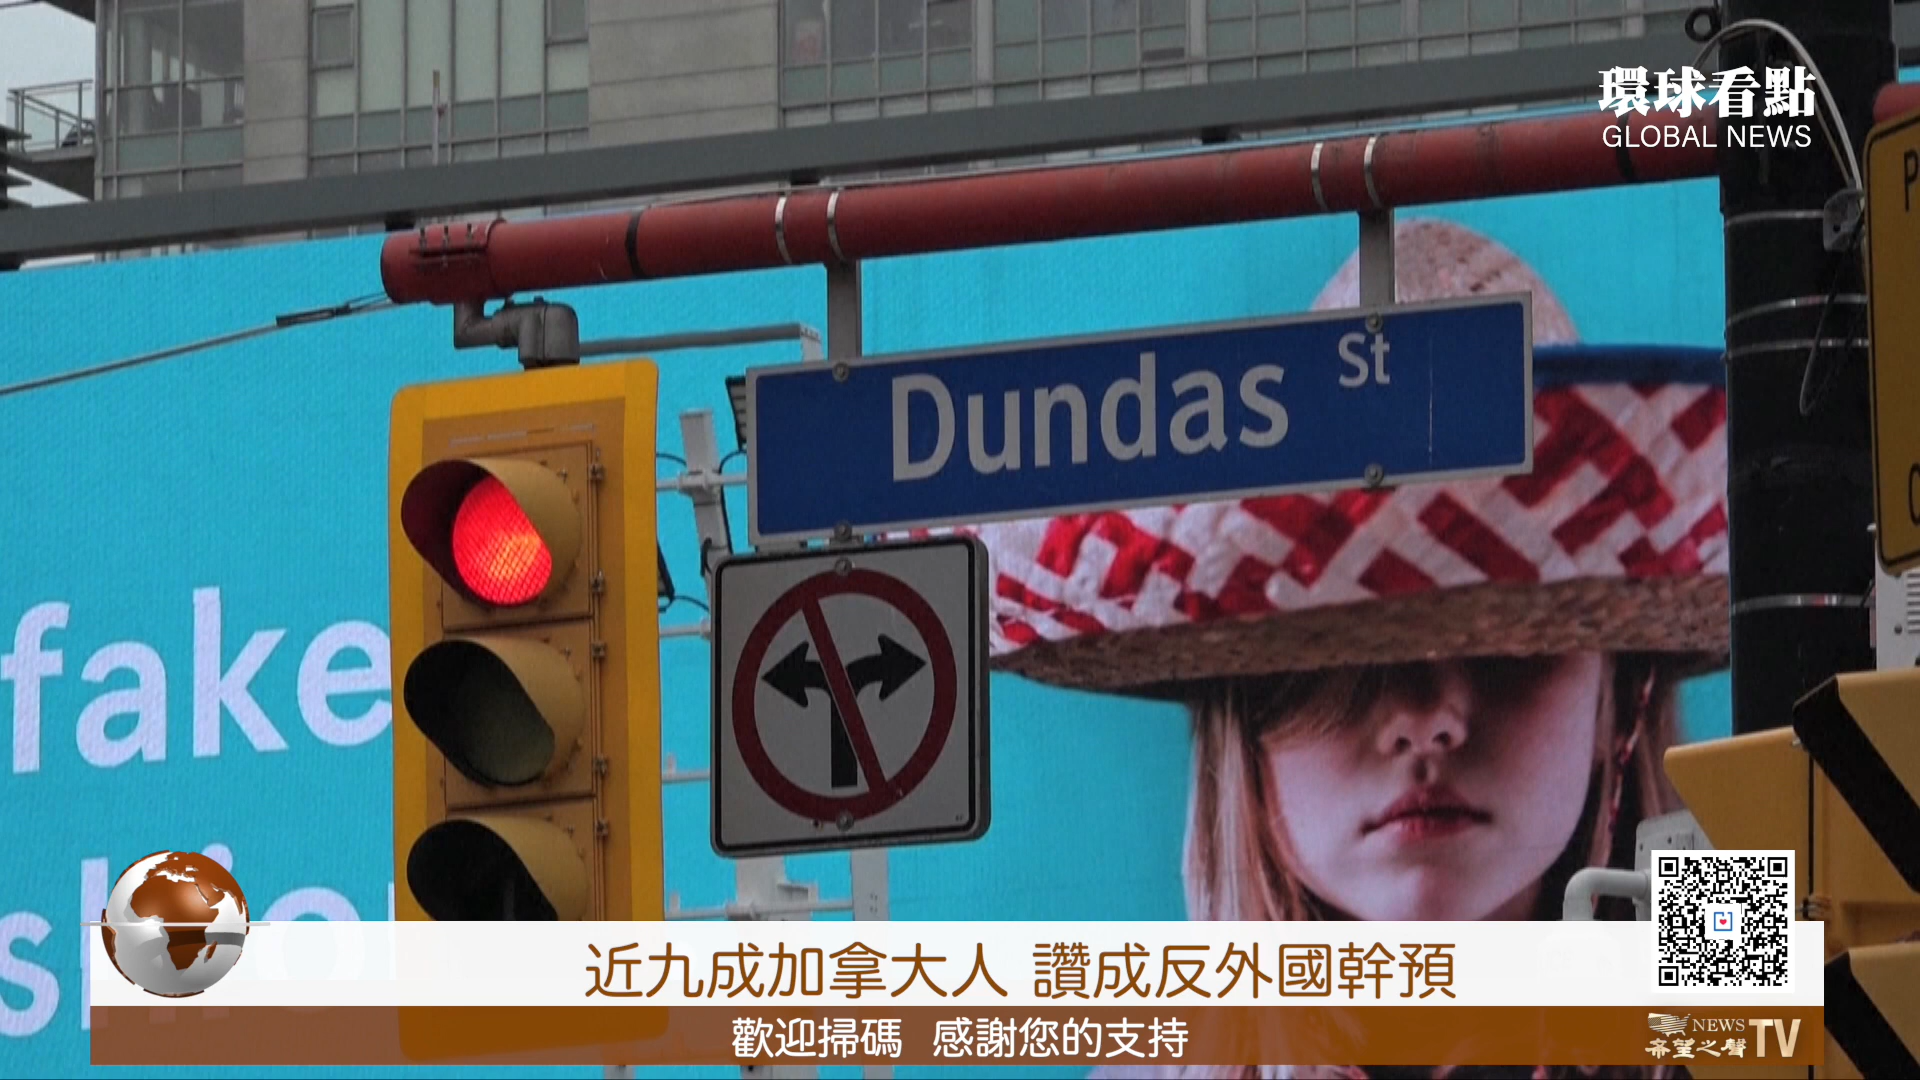 環球看點
GLOBAL NEWS
Dundas St
fake
近九成加拿大人 讚成反外國幹預
歡迎掃碼 感謝您的支持
NEWS
希望之聲TV